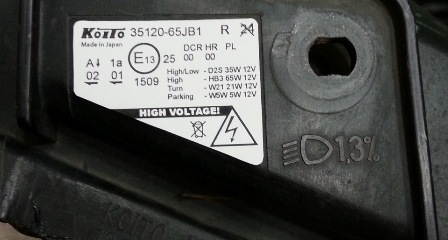 KOITO 35120-65JB1 R
Made in Japan
DCR HR PL
A↓ 1a E13 25 00 00
02 01 1509
High/Low - D2S 35W 12V
High - HB3 65W 12V
Turn - W21 21W 12V
Parking - W5W 5W 12V
HIGH VOLTAGE!
1,3%
KOITO